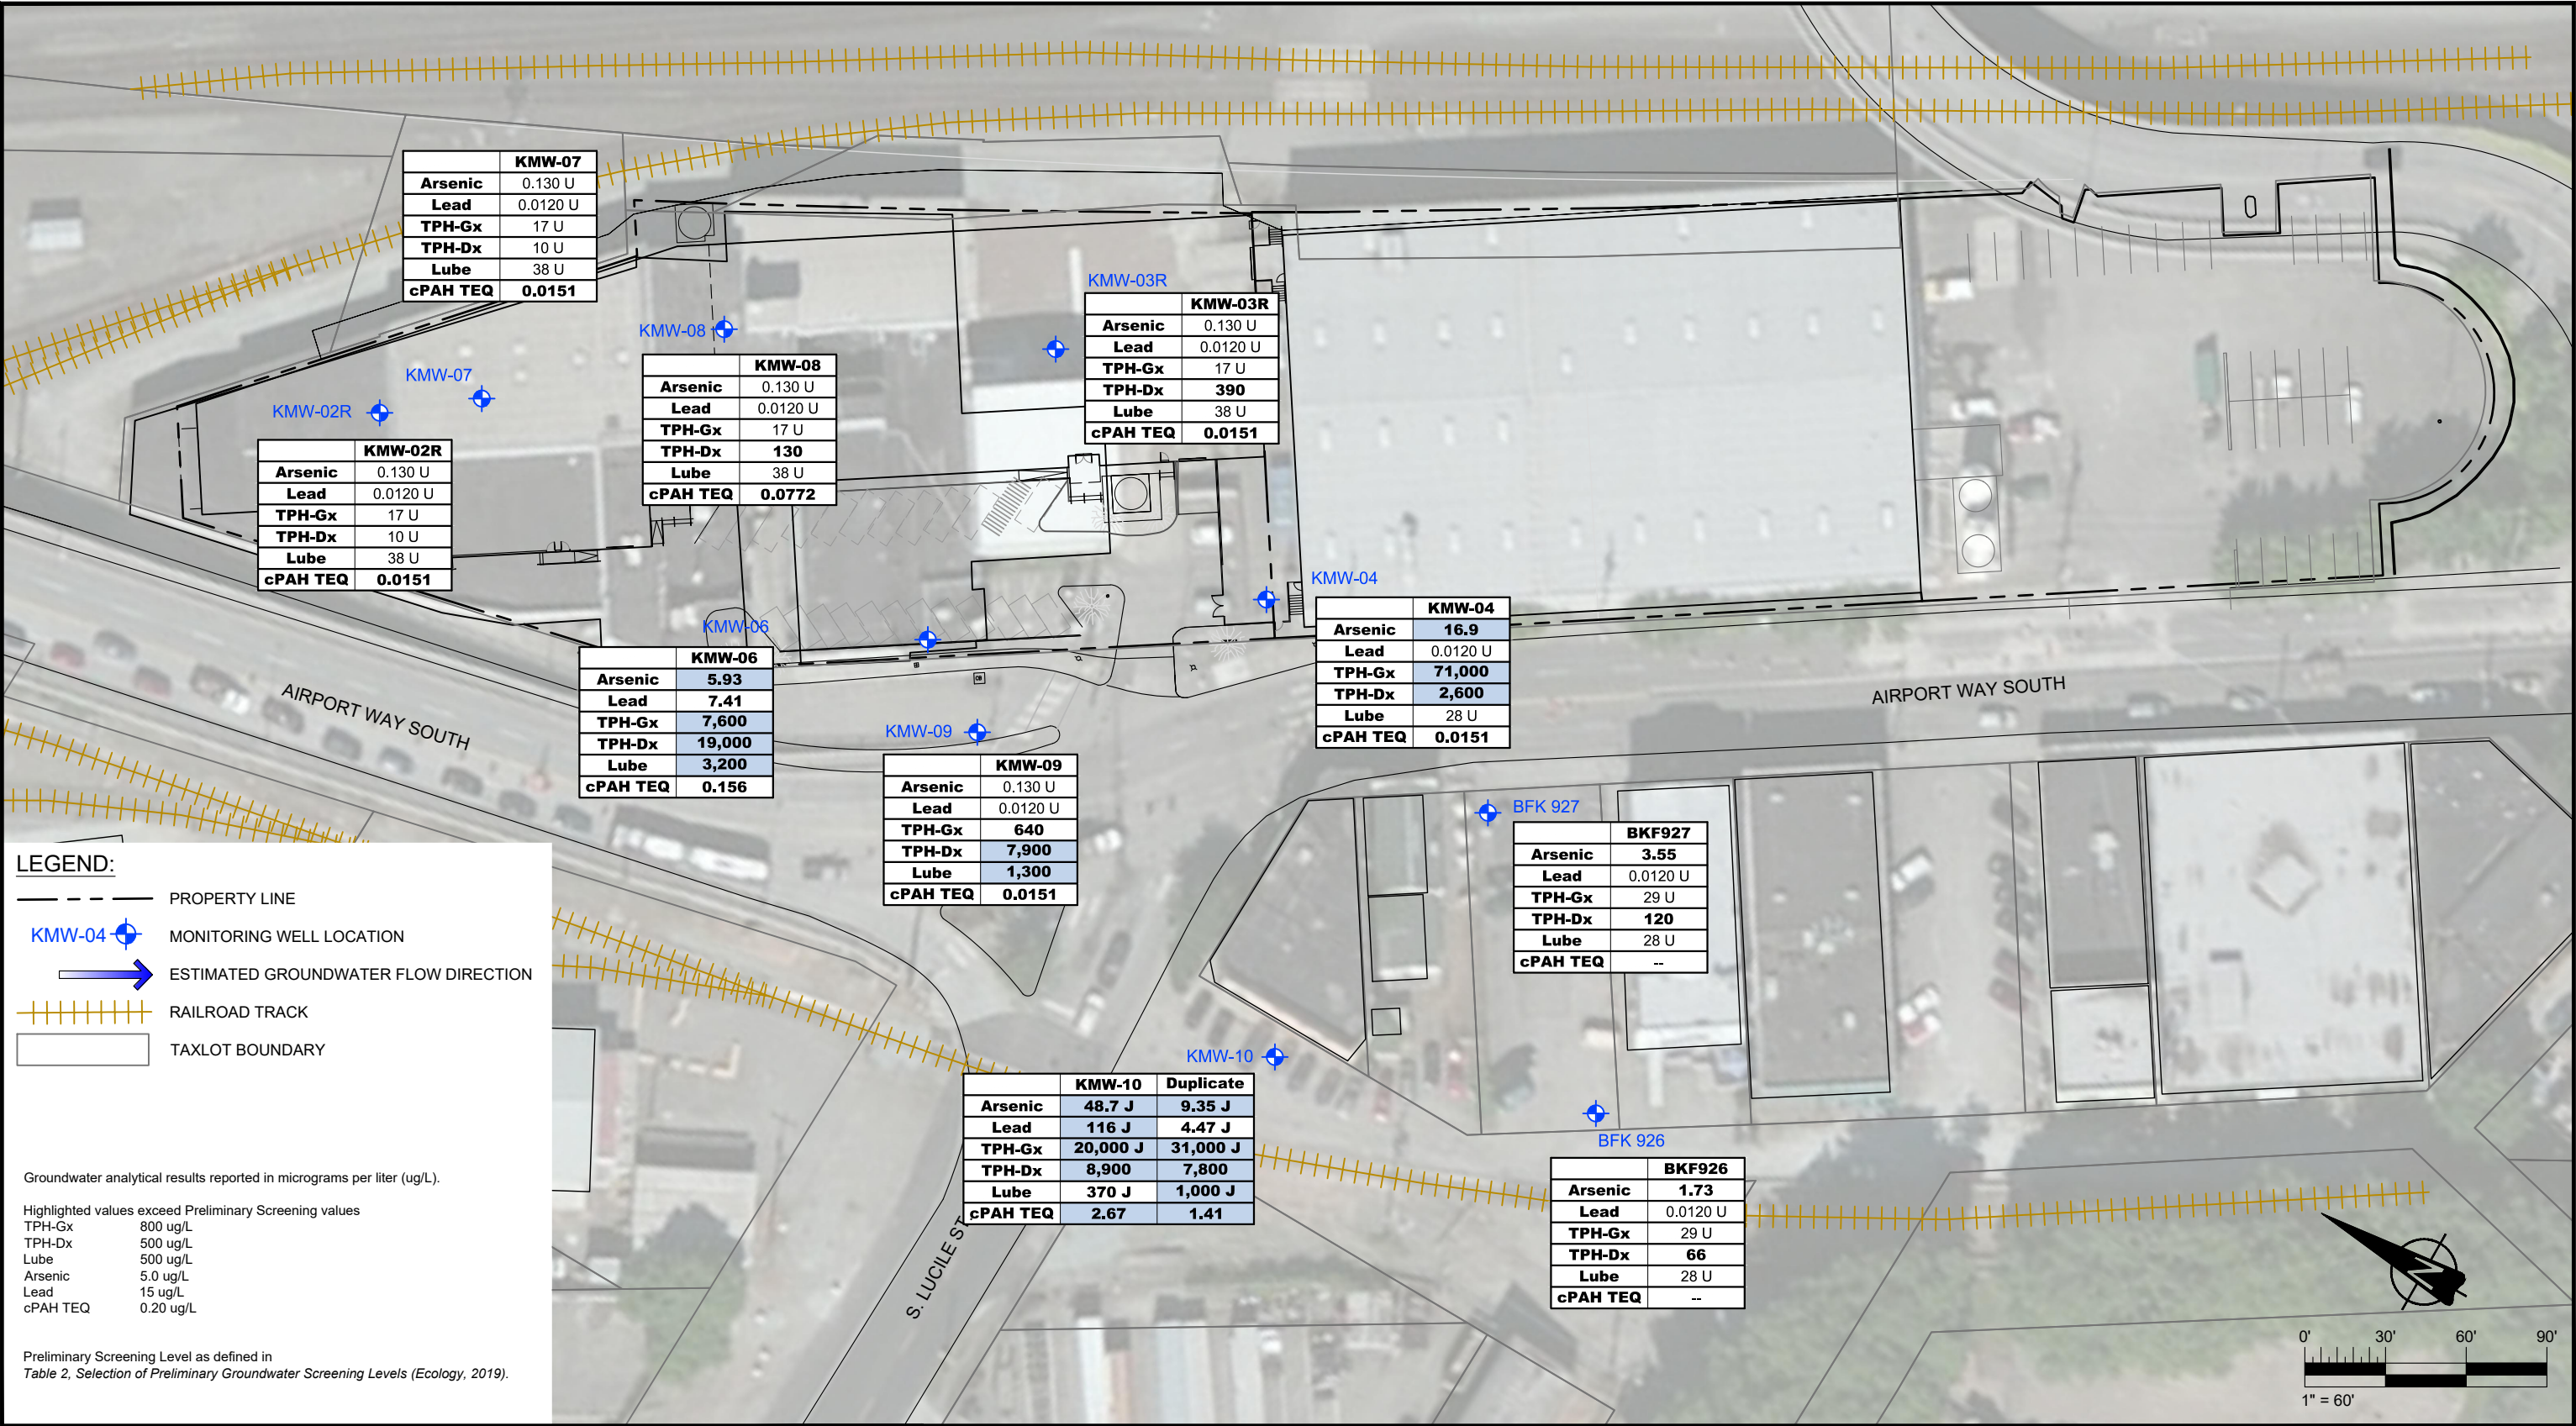 KMW-07
Arsenic 0.130 U
Lead 0.0120 U
TPH-Gx 17 U
TPH-Dx 10 U
Lube 38 U
cPAH TEQ 0.0151
KMW-03R
KMW-03R
Arsenic 0.130 U
Lead 0.0120 U
TPH-Gx 17 U
TPH-Dx 390
Lube 38 U
cPAH TEQ 0.0151
KMW-08
KMW-08
Arsenic 0.130 U
Lead 0.0120 U
TPH-Gx 17 U
TPH-Dx 130
Lube 38 U
cPAH TEQ 0.0772
KMW-07
KMW-02R
KMW-02R
Arsenic 0.130 U
Lead 0.0120 U
TPH-Gx 17 U
TPH-Dx 10 U
Lube 38 U
cPAH TEQ 0.0151
KMW-04
KMW-04
Arsenic 16.9
Lead 0.0120 U
TPH-Gx 71,000
TPH-Dx 2,600
Lube 28 U
cPAH TEQ 0.0151
KMW-06
KMW-06
Arsenic 5.93
Lead 7.41
TPH-Gx 7,600
TPH-Dx 19,000
Lube 3,200
cPAH TEQ 0.156
AIRPORT WAY SOUTH
AIRPORT WAY SOUTH
KMW-09
KMW-09
Arsenic 0.130 U
Lead 0.0120 U
TPH-Gx 640
TPH-Dx 7,900
Lube 1,300
cPAH TEQ 0.0151
BFK 927
BKF927
Arsenic 3.55
Lead 0.0120 U
TPH-Gx 29 U
TPH-Dx 120
Lube 28 U
cPAH TEQ --
KMW-10
KMW-10 Duplicate
Arsenic 48.7 J 9.35 J
Lead 116 J 4.47 J
TPH-Gx 20,000 J 31,000 J
TPH-Dx 8,900 7,800
Lube 370 J 1,000 J
cPAH TEQ 2.67 1.41
BFK 926
BKF926
Arsenic 1.73
Lead 0.0120 U
TPH-Gx 29 U
TPH-Dx 66
Lube 28 U
cPAH TEQ --
S. LUCILE ST
LEGEND:
PROPERTY LINE
KMW-04 MONITORING WELL LOCATION
ESTIMATED GROUNDWATER FLOW DIRECTION
RAILROAD TRACK
TAXLOT BOUNDARY
Groundwater analytical results reported in micrograms per liter (ug/L).
Highlighted values exceed Preliminary Screening values
TPH-Gx 800 ug/L
TPH-Dx 500 ug/L
Lube 500 ug/L
Arsenic 5.0 ug/L
Lead 15 ug/L
cPAH TEQ 0.20 ug/L
Preliminary Screening Level as defined in
Table 2, Selection of Preliminary Groundwater Screening Levels (Ecology, 2019).
N
0' 30' 60' 90'
1" = 60'